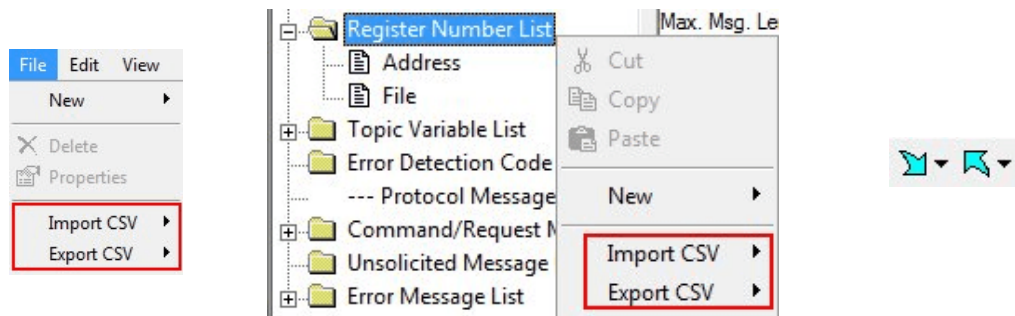 File Edit View
New
Delete
Properties
Import CSV
Export CSV
Register Number List
Address
File
Topic Variable List
Error Detection Code
--- Protocol Message
Command/Request
Unsolicited Message
Error Message List
Max. Msg. Le
Cut
Copy
Paste
New
Import CSV
Export CSV